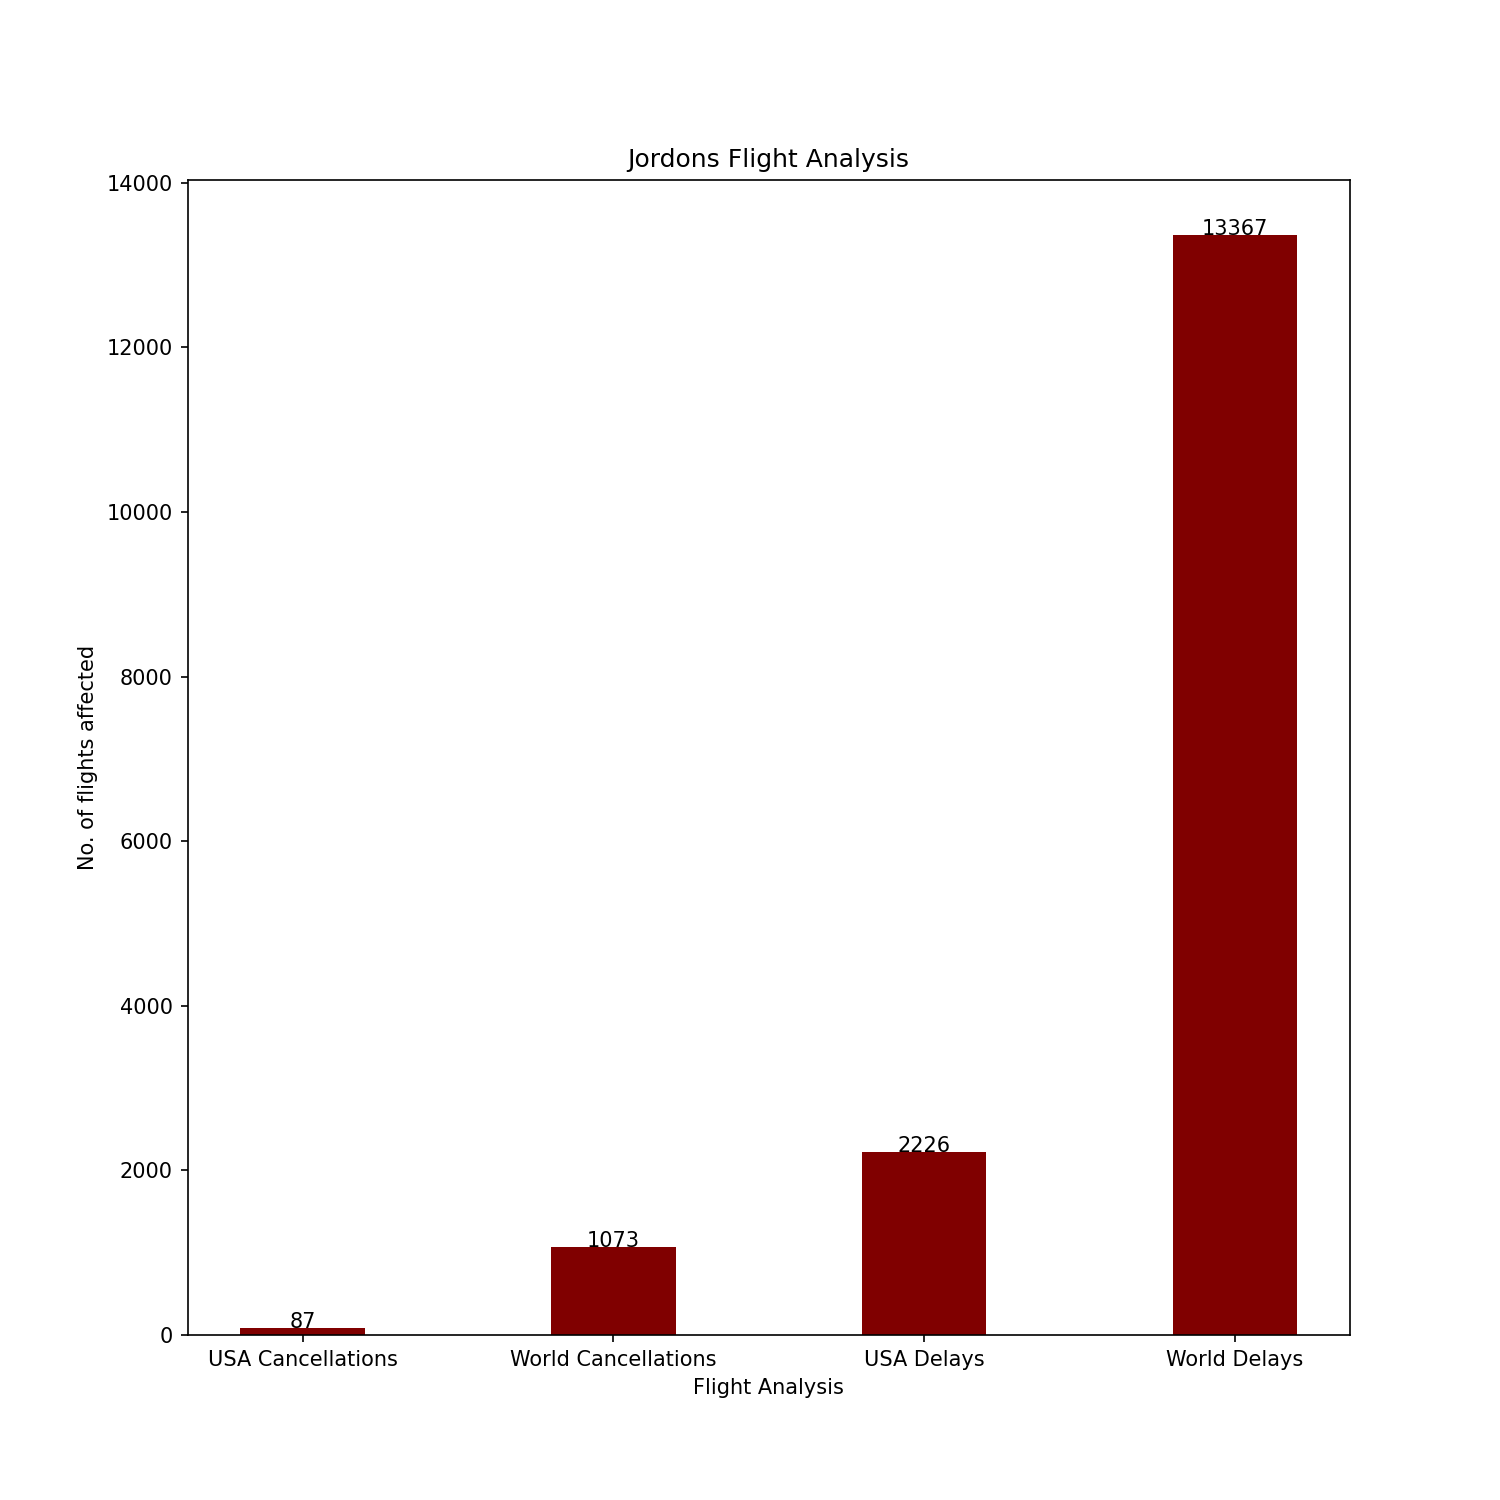 Jordons Flight Analysis
14000
12000
10000
8000
6000
4000
2000
0
No. of flights affected
13367
2226
1073
87
USA Cancellations
World Cancellations
USA Delays
World Delays
Flight Analysis